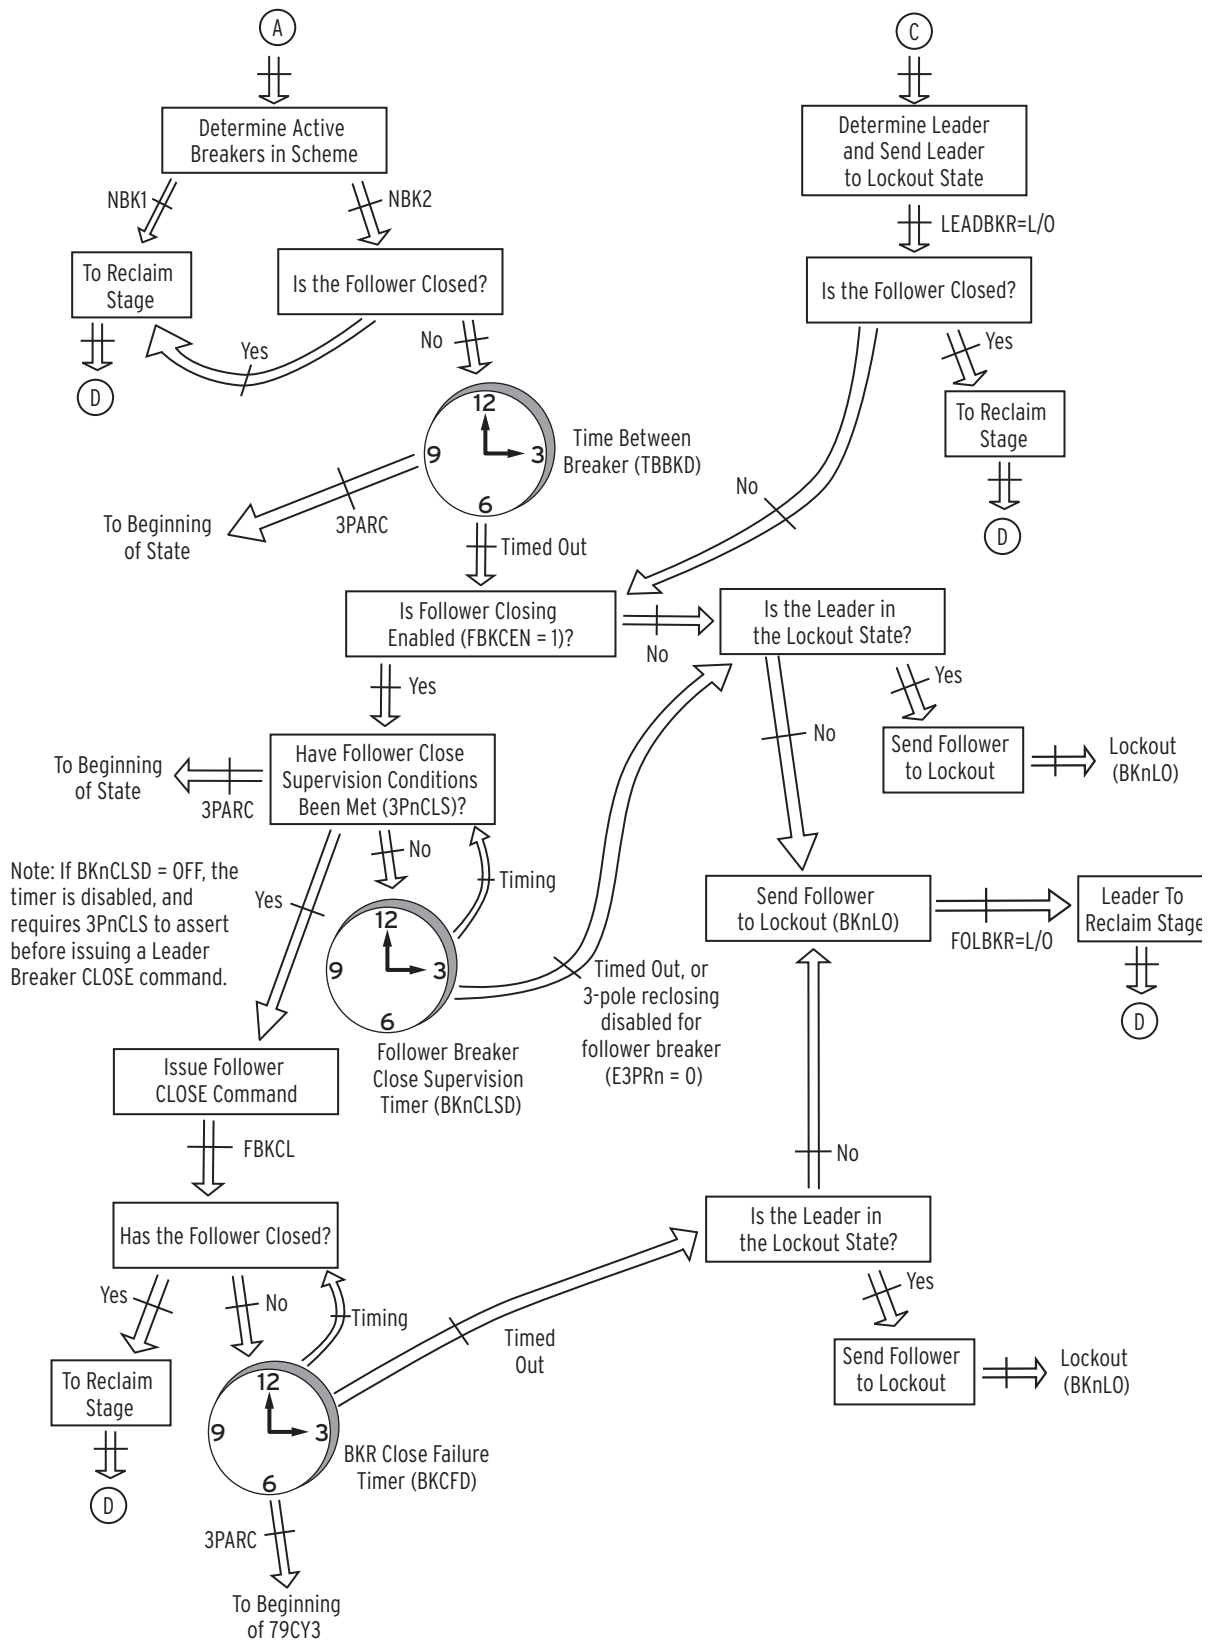 A
C
Determine Active
Breakers in Scheme
Determine Leader
and Send Leader
to Lockout State
NBK1
NBK2
LEADBKR=L/O
To Reclaim
Stage
Is the Follower Closed?
Is the Follower Closed?
Yes
No
Yes
D
12
9
3
6
Time Between
Breaker (TBBKD)
To Reclaim
Stage
No
3PARC
To Beginning
of State
Timed Out
D
Is Follower Closing
Enabled (FBKCEN = 1)?
No
Is the Leader in
the Lockout State?
Yes
Yes
No
Send Follower
to Lockout
Lockout
(BKnLO)
To Beginning
of State
3PARC
Have Follower Close
Supervision Conditions
Been Met (3PnCLS)?
No
Timing
Yes
Note: If BKnCLSD = OFF, the
timer is disabled, and
requires 3PnCLS to assert
before issuing a Leader
Breaker CLOSE command.
Send Follower
to Lockout (BKnLO)
FOLBKR=L/O
Leader To
Reclaim Stage
D
12
9
3
6
Timed Out, or
3-pole reclosing
disabled for
follower breaker
(E3PRn = 0)
Follower Breaker
Close Supervision
Timer (BKnCLSD)
Issue Follower
CLOSE Command
FBKCL
No
Has the Follower Closed?
Is the Leader in
the Lockout State?
Yes
No
Timing
Timed
Out
Yes
Send Follower
to Lockout
Lockout
(BKnLO)
To Reclaim
Stage
D
12
9
3
6
BKR Close Failure
Timer (BKCFD)
3PARC
To Beginning
of 79CY3